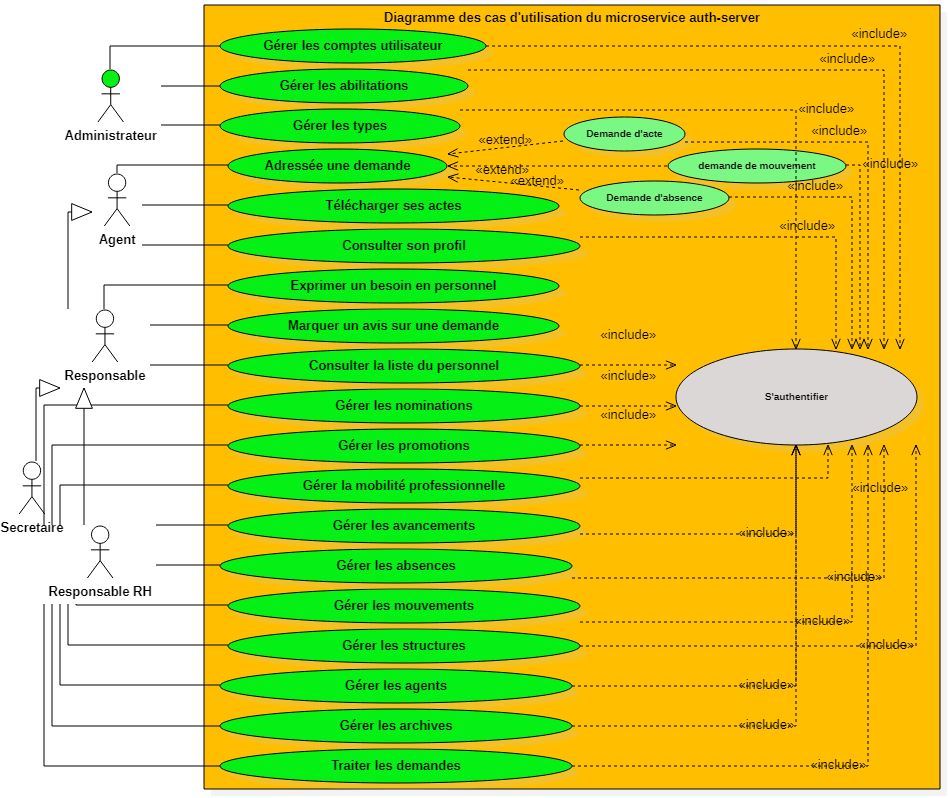 Diagramme des cas d'utilisation du microservice auth-server
«include»
Gérer les comptes utilisateur
«include»
Gérer les abilitations
«include»
Administrateur
Gérer les types
«include»
Demande d'acte
«extend»
Adressée une demande
«extend»
demande de mouvement
«include»
«extend»
«include»
Demande d'absence
Télécharger ses actes
«include»
Agent
Consulter son profil
Exprimer un besoin en personnel
Marquer un avis sur une demande
«include»
Consulter la liste du personnel
Responsable
«include»
S'authentifier
Gérer les nominations
«include»
Gérer les promotions
Gérer la mobilité professionnelle
«include»
Secretaire
Gérer les avancements
«include»
Gérer les absences
«include»
Responsable RH
Gérer les mouvements
«include»
Gérer les structures
«include»
Gérer les agents
«include»
Gérer les archives
«include»
Traiter les demandes
«include»